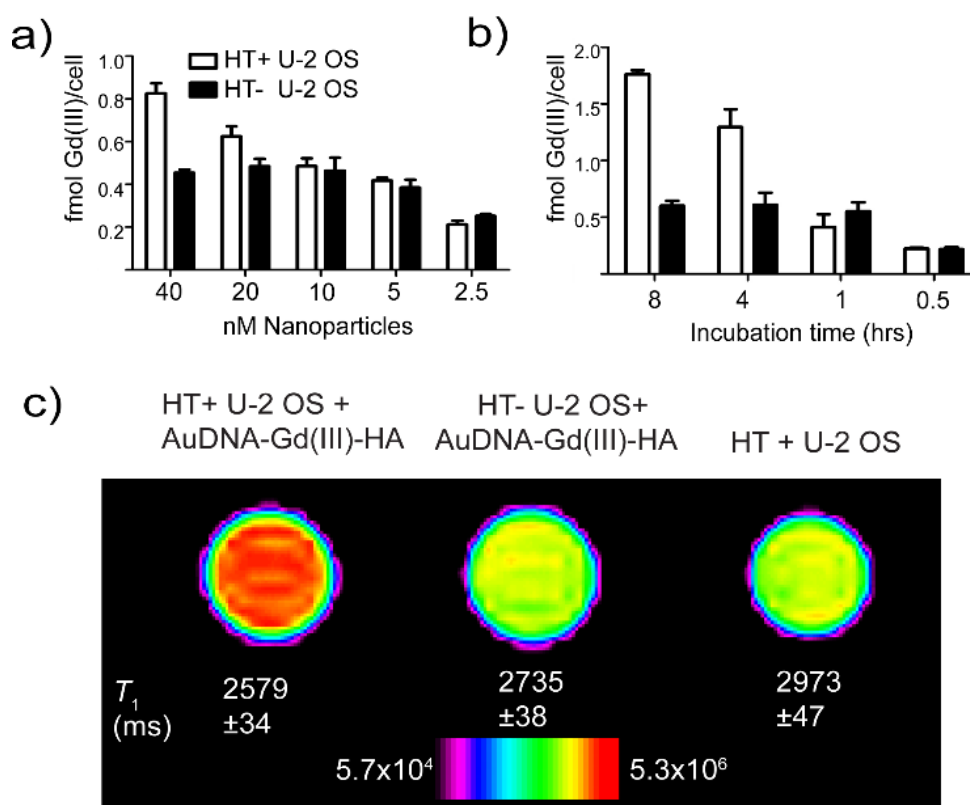 a)
fmol Gd(III)/cell
1.0
0.8
0.6
0.4
0.2
HT+ U-2 OS
HT- U-2 OS
40 20 10 5 2.5
nM Nanoparticles
b)
fmol Gd(III)/cell
2.0
1.5
1.0
0.5
8 4 1 0.5
Incubation time (hrs)
c)
HT+ U-2 OS + HT- U-2 OS+
AuDNA-Gd(III)-HA AuDNA-Gd(III)-HA HT + U-2 OS
T₁ 2579 2735 2973
(ms) ±34 ±38 ±47
5.7x10⁴ 5.3x10⁶